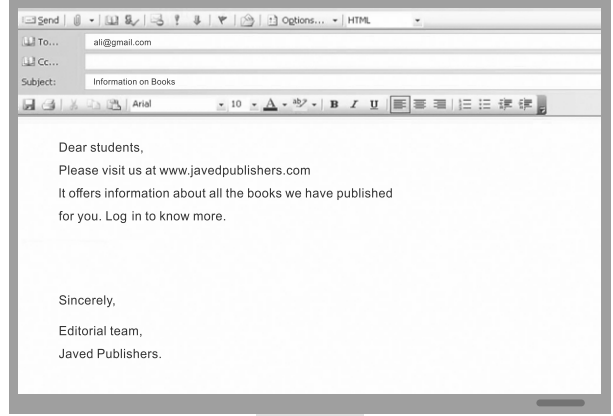 Send Options... HTML
To... ali@gmail.com
Cc...
Subject: Information on Books
Arial 10 A ab B I U
Dear students,
Please visit us at www.javedpublishers.com
It offers information about all the books we have published
for you. Log in to know more.
Sincerely,
Editorial team,
Javed Publishers.